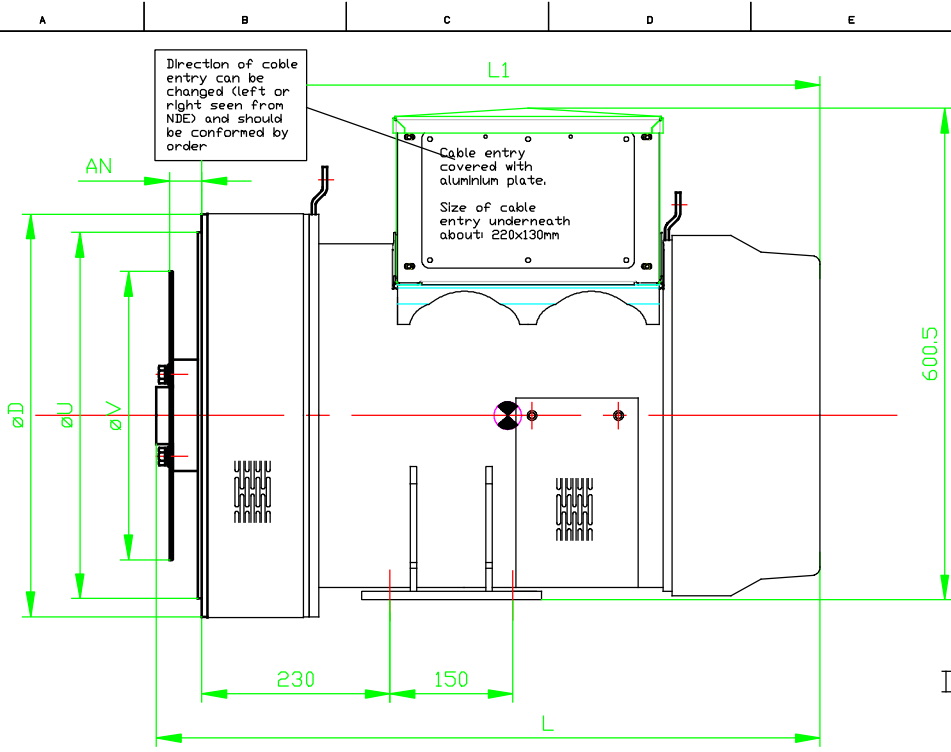 A B C D E
Direction of cable
entry can be
changed (left or
right seen from
NDE) and should
be conformed by
order
L1
Cable entry
covered with
aluminium plate.
Size of cable
entry underneath
about: 220x130mm
AN
600,5
øD
øU
øV
230
150
L